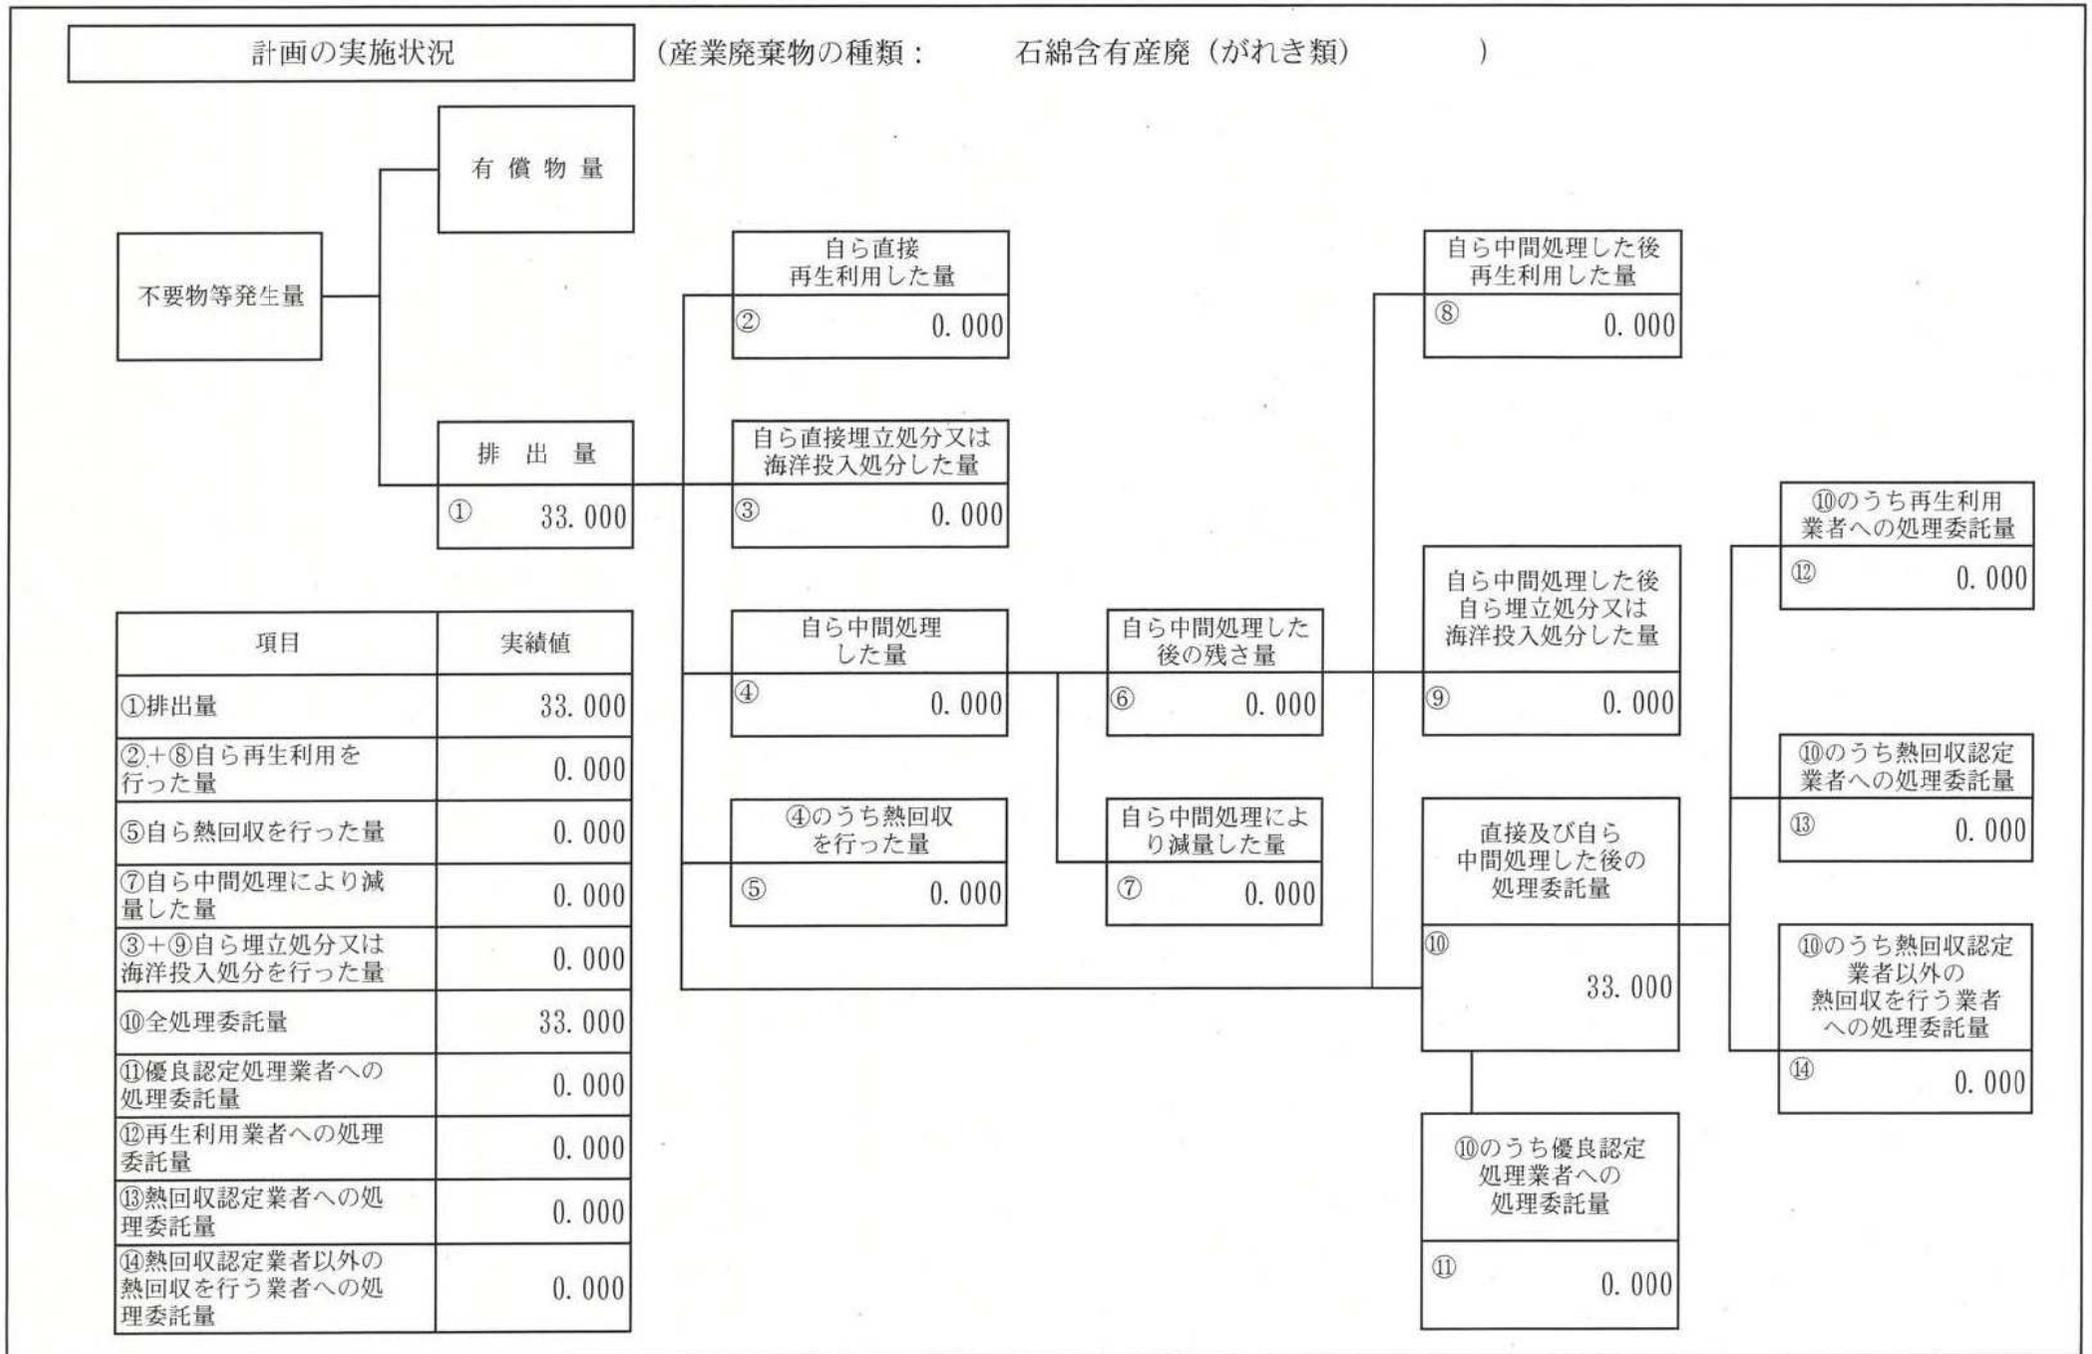 計画の実施状況 (産業廃棄物の種類: 石綿含有産廃 (がれき類) )
有償物量
不要物等発生量
排出量
① 33.000
自ら直接
再生利用した量
② 0.000
自ら直接埋立処分又は
海洋投入処分した量
③ 0.000
自ら中間処理
した量
④ 0.000
④のうち熱回収
を行った量
⑤ 0.000
自ら中間処理した
後の残さ量
⑥ 0.000
自ら中間処理によ
り減量した量
⑦ 0.000
自ら中間処理した後
再生利用した量
⑧ 0.000
自ら中間処理した後
自ら埋立処分又は
海洋投入処分した量
⑨ 0.000
直接及び自ら
中間処理した後の
処理委託量
⑩
33.000
⑩のうち優良認定
処理業者への
処理委託量
⑪ 0.000
⑩のうち再生利用
業者への処理委託量
⑫ 0.000
⑩のうち熱回収認定
業者への処理委託量
⑬ 0.000
⑩のうち熱回収認定
業者以外の
熱回収を行う業者
への処理委託量
⑭ 0.000
項目 実績値
①排出量 33.000
②+⑧自ら再生利用を
行った量 0.000
⑤自ら熱回収を行った量 0.000
⑦自ら中間処理により減
量した量 0.000
③+⑨自ら埋立処分又は
海洋投入処分を行った量 0.000
⑩全処理委託量 33.000
⑪優良認定処理業者への
処理委託量 0.000
⑫再生利用業者への処理
委託量 0.000
⑬熱回収認定業者への処
理委託量 0.000
⑭熱回収認定業者以外の
熱回収を行う業者への処
理委託量 0.000